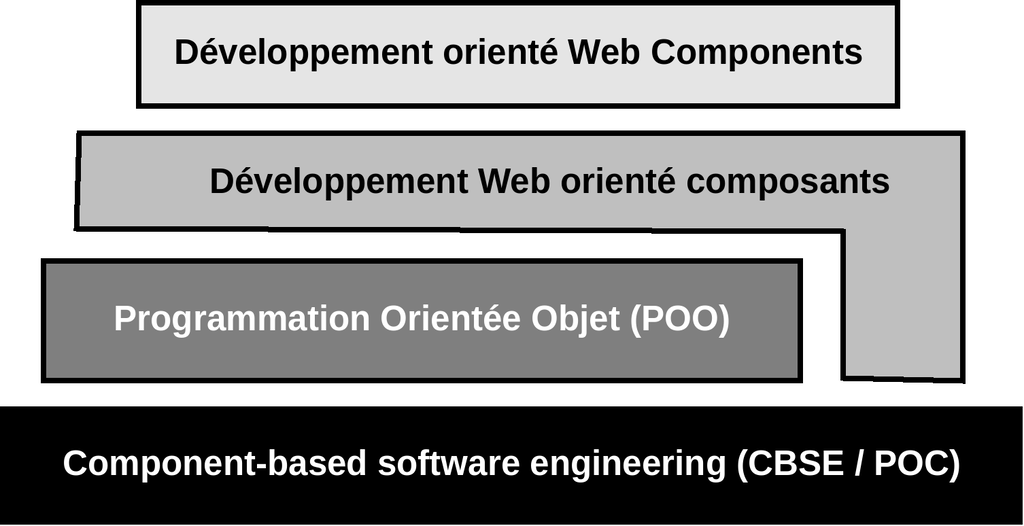 Développement orienté Web Components
Développement Web orienté composants
Programmation Orientée Objet (POO)
Component-based software engineering (CBSE / POC)